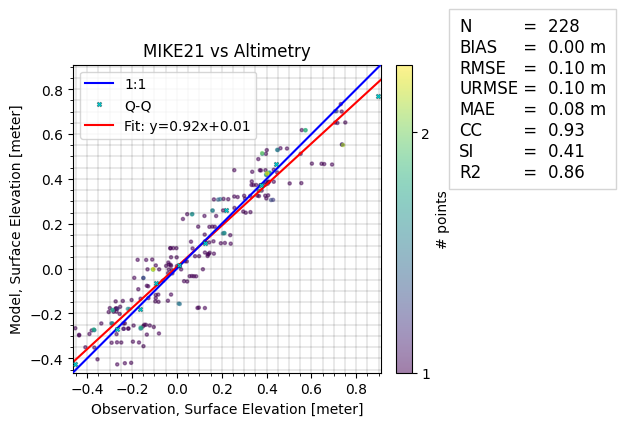 MIKE21 vs Altimetry
1:1
Q-Q
Fit: y=0.92x+0.01
Model, Surface Elevation [meter]
0.8
0.6
0.4
0.2
0.0
−0.2
−0.4
−0.4 −0.2 0.0 0.2 0.4 0.6 0.8
Observation, Surface Elevation [meter]
2
1
# points
N = 228
BIAS = 0.00 m
RMSE = 0.10 m
URMSE = 0.10 m
MAE = 0.08 m
CC = 0.93
SI = 0.41
R2 = 0.86